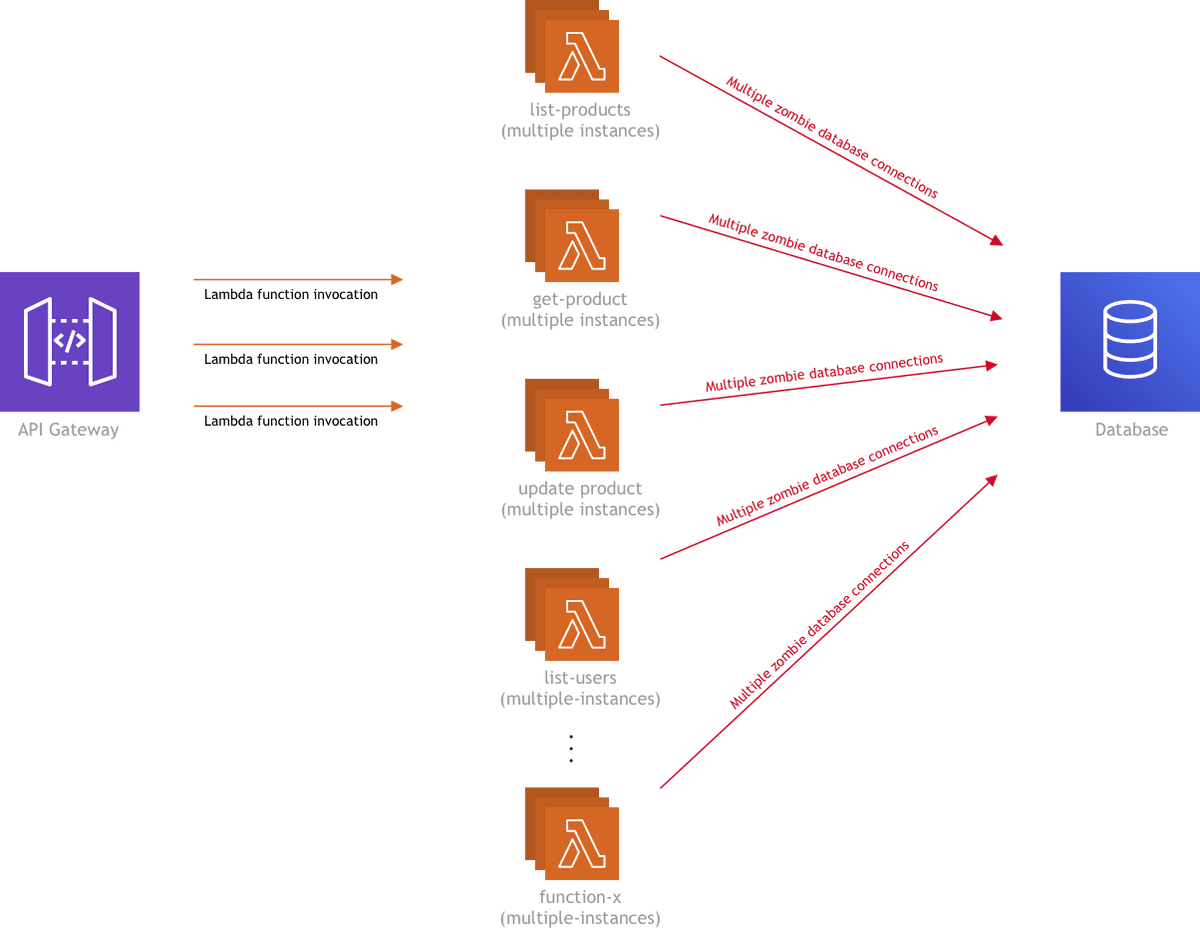 list-products
(multiple instances)
Multiple zombie database connections
get-product
(multiple instances)
Multiple zombie database connections
Lambda function invocation
Lambda function invocation
Lambda function invocation
</>
API Gateway
update product
(multiple instances)
Multiple zombie database connections
Database
list-users
(multiple-instances)
Multiple zombie database connections
function-x
(multiple-instances)
Multiple zombie database connections